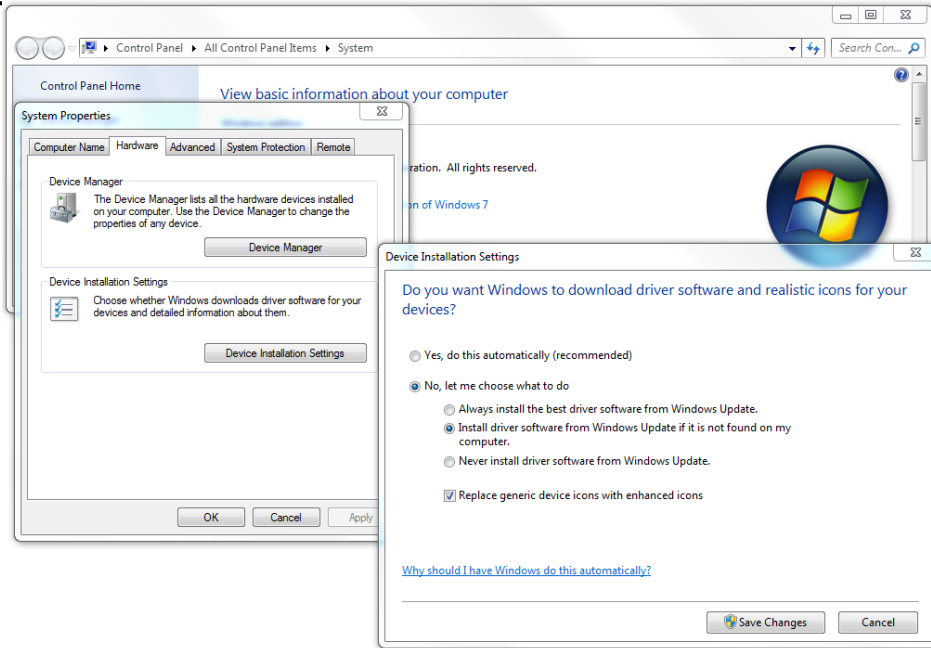 Control Panel ▸ All Control Panel Items ▸ System
Search Con...
Control Panel Home
View basic information about your computer
ration. All rights reserved.
on of Windows 7
System Properties
Computer Name
Hardware
Advanced
System Protection
Remote
Device Manager
The Device Manager lists all the hardware devices installed
on your computer. Use the Device Manager to change the
properties of any device.
Device Manager
Device Installation Settings
Choose whether Windows downloads driver software for your
devices and detailed information about them.
Device Installation Settings
OK
Cancel
Apply
Device Installation Settings
Do you want Windows to download driver software and realistic icons for your
devices?
Yes, do this automatically (recommended)
No, let me choose what to do
Always install the best driver software from Windows Update.
Install driver software from Windows Update if it is not found on my
computer.
Never install driver software from Windows Update.
Replace generic device icons with enhanced icons
Why should I have Windows do this automatically?
Save Changes
Cancel